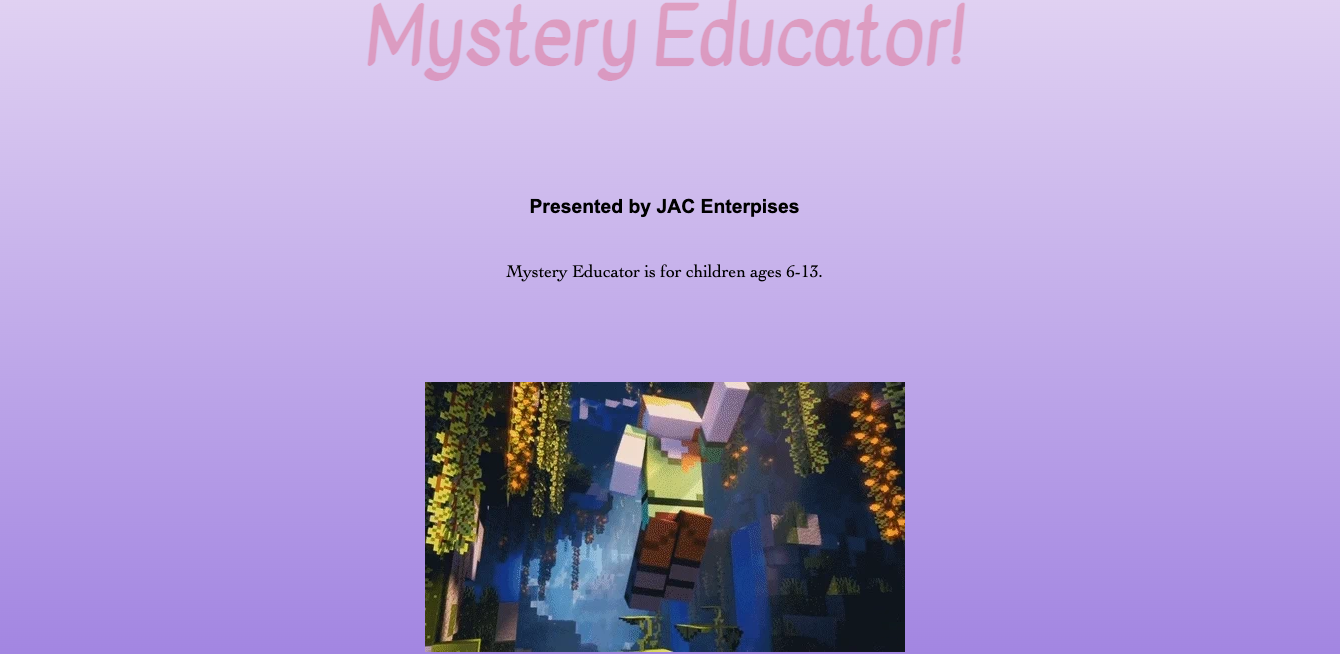 Mystery Educator!
Presented by JAC Enterpises
Mystery Educator is for children ages 6-13.